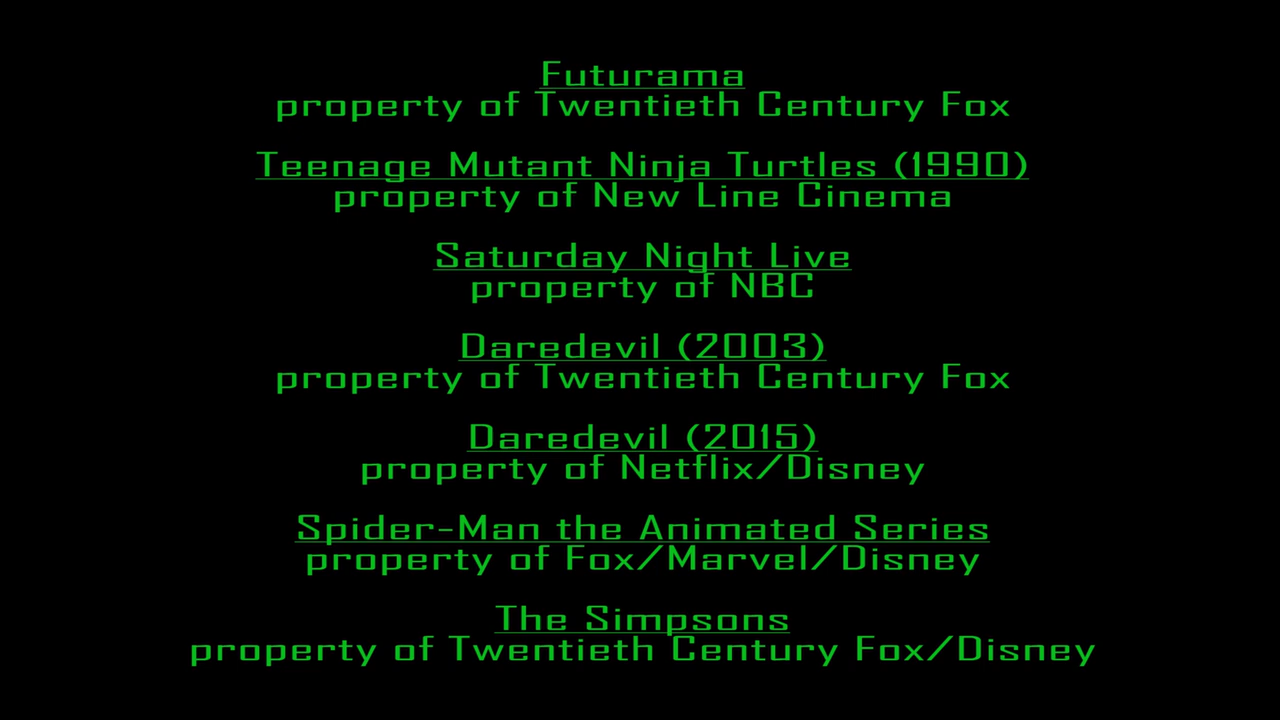 Futurama
property of Twentieth Century Fox
Teenage Mutant Ninja Turtles (1990)
property of New Line Cinema
Saturday Night Live
property of NBC
Daredevil (2003)
property of Twentieth Century Fox
Daredevil (2015)
property of Netflix/Disney
Spider-Man the Animated Series
property of Fox/Marvel/Disney
The Simpsons
property of Twentieth Century Fox/Disney